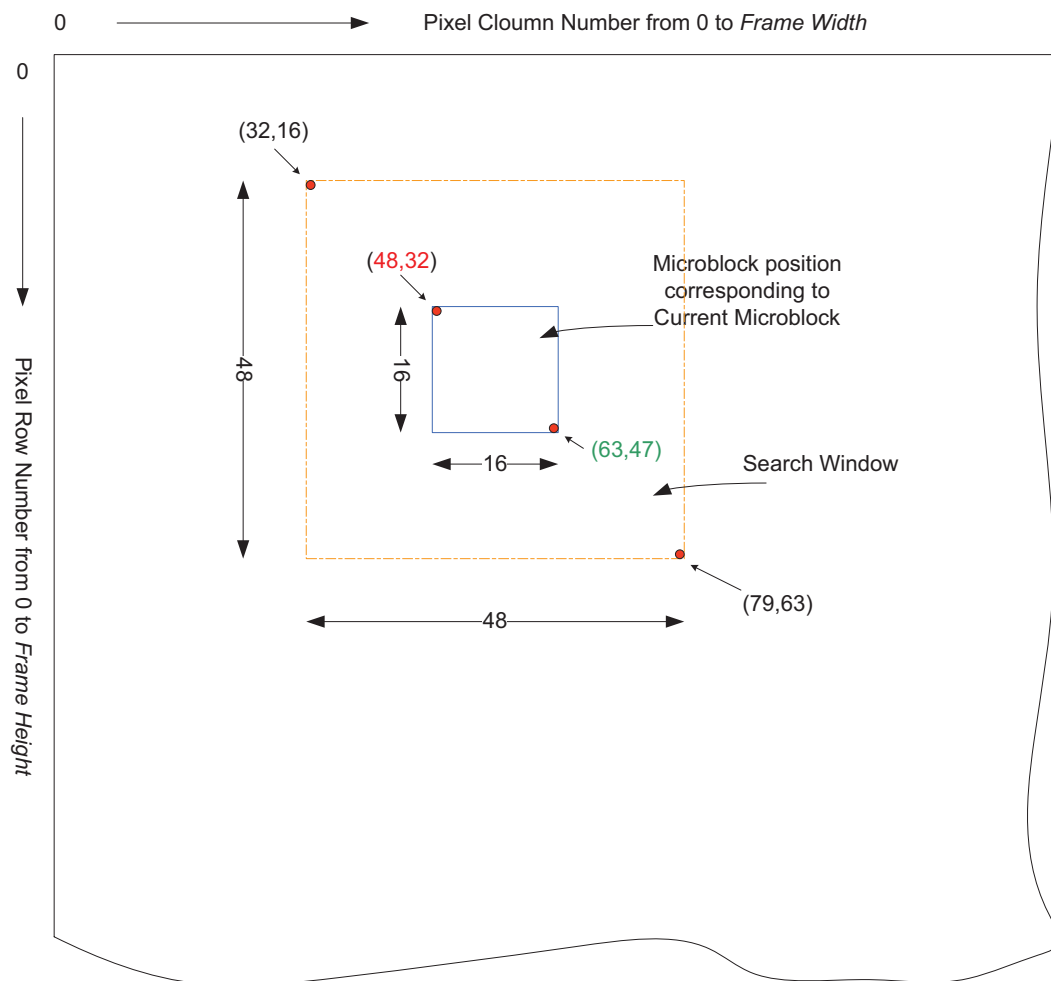 0
Pixel Cloumn Number from 0 to Frame Width
0
(32,16)
(48,32)
Microblock position
corresponding to
Current Microblock
48
16
Pixel Row Number from 0 to Frame Height
(63,47)
16
Search Window
(79,63)
48